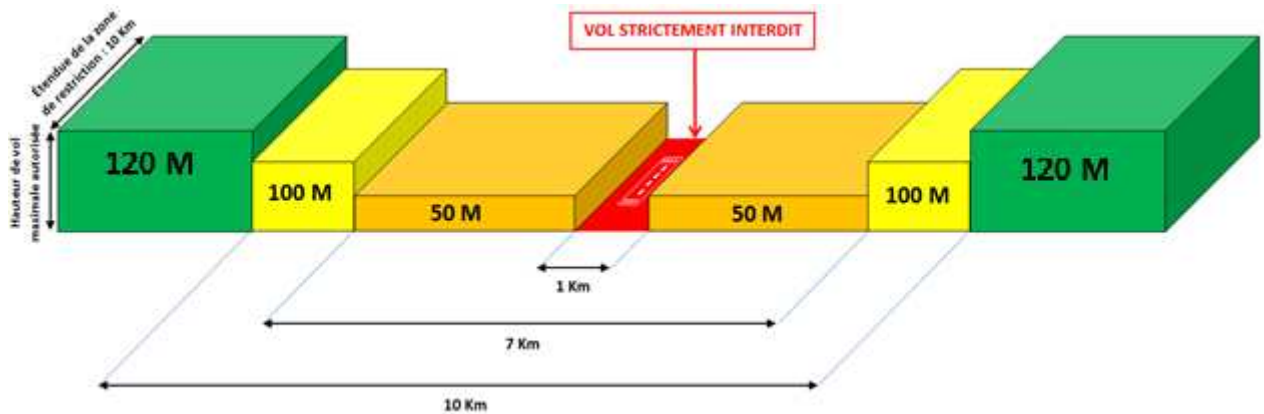 VOL STRICTEMENT INTERDIT
Étendue de la zone
de restriction : 10 Km
Hauteur de vol
maximale autorisée
120 M
100 M
50 M
50 M
100 M
120 M
1 Km
7 Km
10 Km